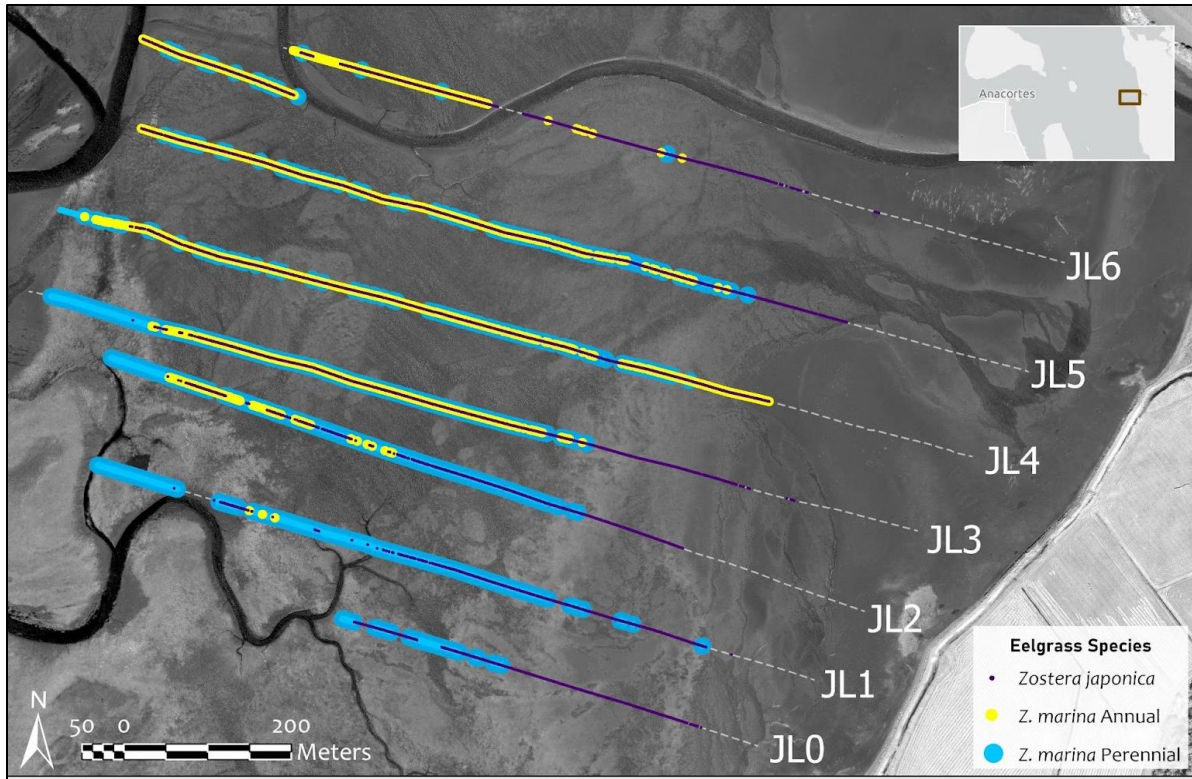 Anacortes
JL6
JL5
JL4
JL3
JL2
JL1
JL0
N
50 0 200
Meters
Eelgrass Species
Zostera japonica
Z. marina Annual
Z. marina Perennial